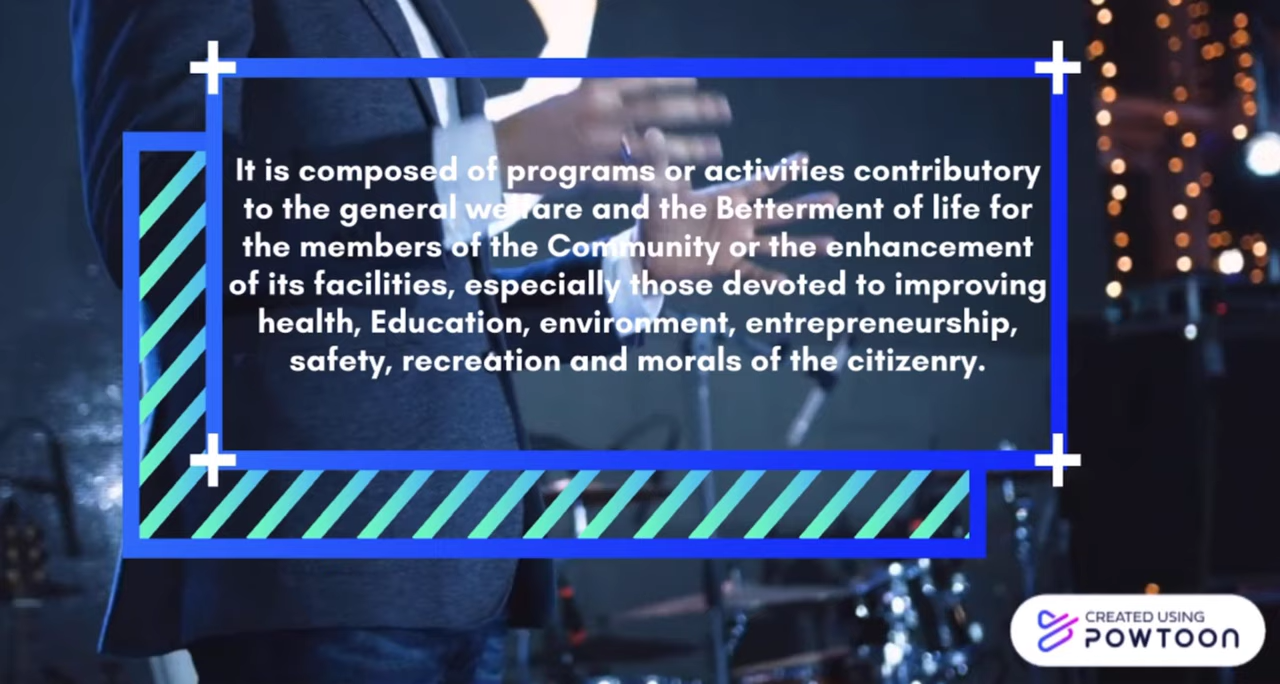 It is composed of programs or activities contributory
to the general welfare and the Betterment of life for
the members of the Community or the enhancement
of its facilities, especially those devoted to improving
health, Education, environment, entrepreneurship,
safety, recreation and morals of the citizenry.
CREATED USING
POWTOON